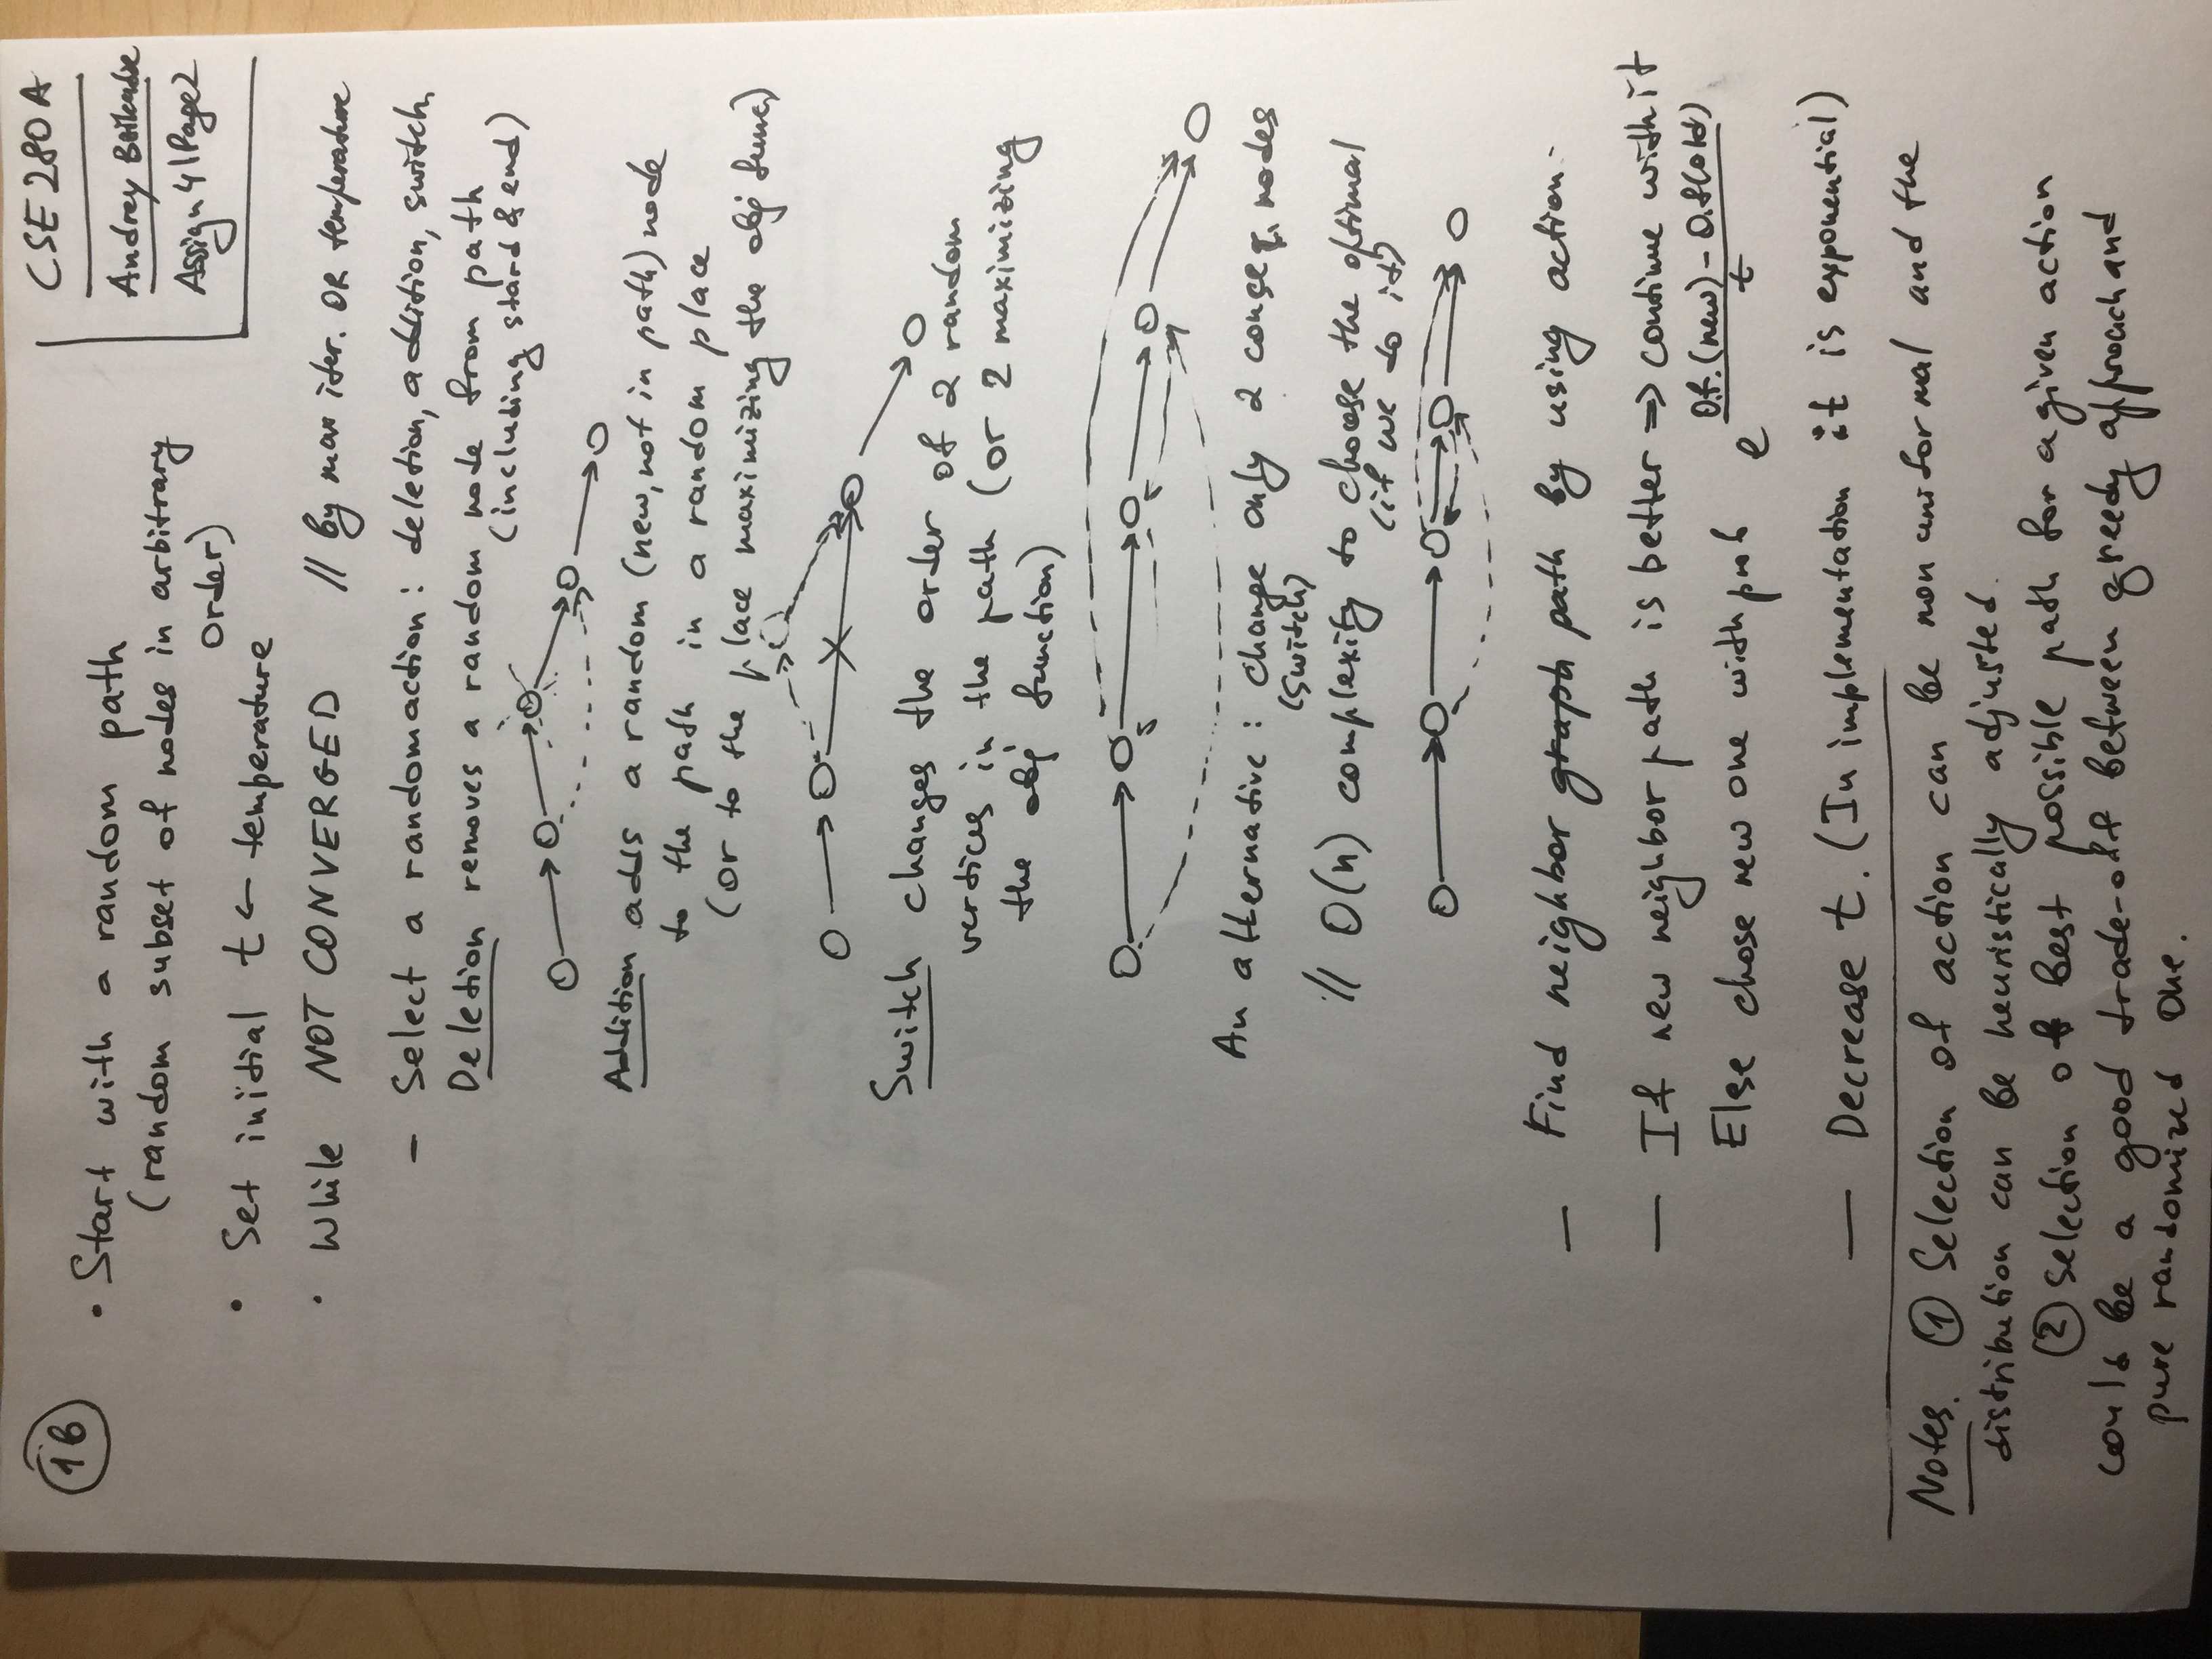 16
CSE 280 A
Andrey
Assign 4 | Page 2
• Start with a random path
(random subset of nodes in arbitrary
order)
• Set initial t ← temperature
• While NOT CONVERGED // by max iter. OR temperature
- Select a random action : deletion, addition, switch,
Deletion removes a random node from path
(including stard & end)
Addition adds a random (new, not in path) node
to the path in a random place
(or to the place maximizing the obj func)
Switch changes the order of 2 random
vertices in the path (or 2 maximizing
the obj function)
An alternative : change only 2 conseq. nodes
(switch)
// O(n) complexity to choose the optimal
(if we do it)
— Find neighbor graph path by using action.
— If new neighbor path is better => continue with it
Else chose new one with prob e^((O.f.(new) - O.f(old))/t)
— Decrease t. (In implementation it is exponential)
Notes. ① Selection of action can be non uniformal and the
distribution can be heuristically adjusted.
② Selection of best possible path for a given action
could be a good trade-off between greedy approach and
pure randomized one.